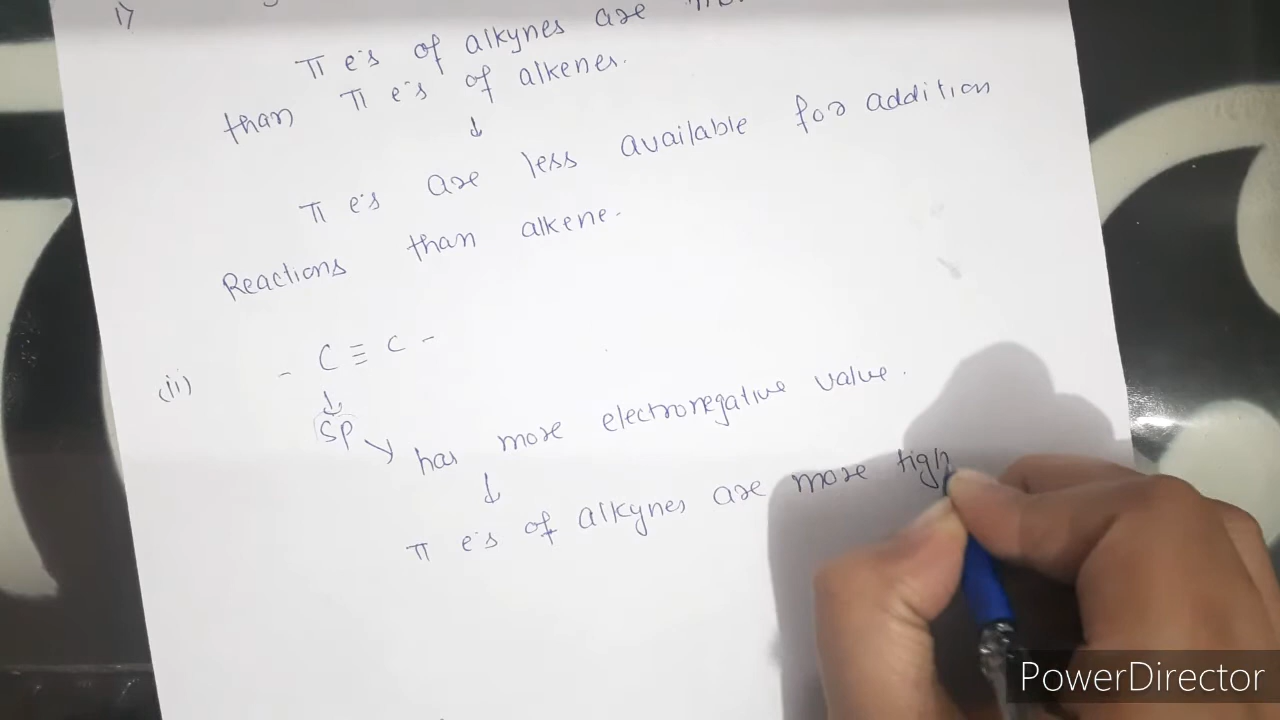 1)
π e⁻s of alkynes are
than π e⁻s of alkenes.
↓
π e⁻s are less available for addition
Reactions than alkene.
(ii) - C ≡ C -
↓
SP ↘ has more electronegative value.
↓
π e⁻s of alkynes are more tigh
PowerDirector